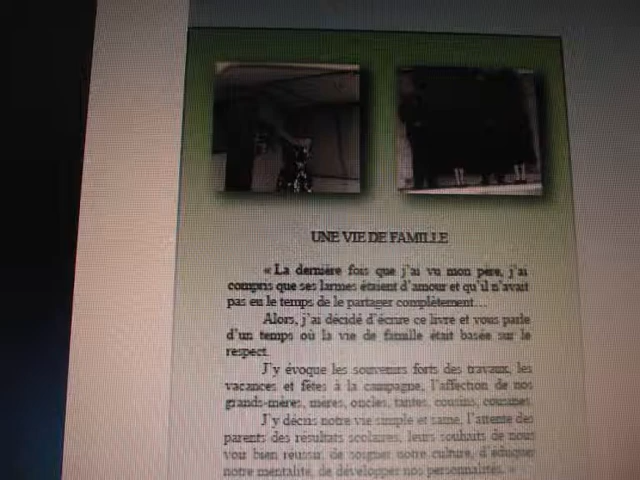 UNE VIE DE FAMILLE
« La dernière fois que j'ai vu mon père, j'ai
compris que ses larmes étaient d'amour et qu'il n'avait
pas eu le temps de le partager complètement…
Alors, j'ai décidé d'écrire ce livre et vous parle
d'un temps où la vie de famille était basée sur le
respect.
J'y évoque les souvenirs forts des travaux, les
vacances et fêtes à la campagne, l'affection de nos
grands-mères, mères, oncles, tantes, cousins, cousines.
J'y décris notre vie simple et saine, l'attente des
parents des résultats scolaires, leurs souhaits de nous
voir bien réussir, de soigner notre culture, d'éduquer
notre mentalité, de développer nos personnalités. »